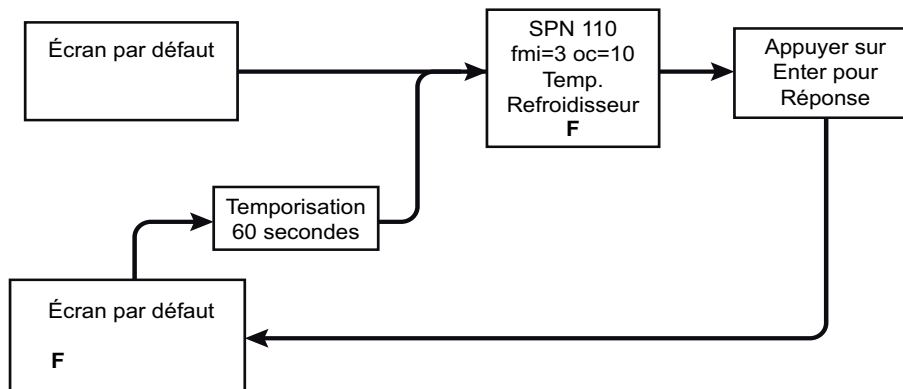 Écran par défaut
SPN 110
fmi=3 oc=10
Temp.
Refroidisseur
F
Appuyer sur
Enter pour
Réponse
Temporisation
60 secondes
Écran par défaut
F